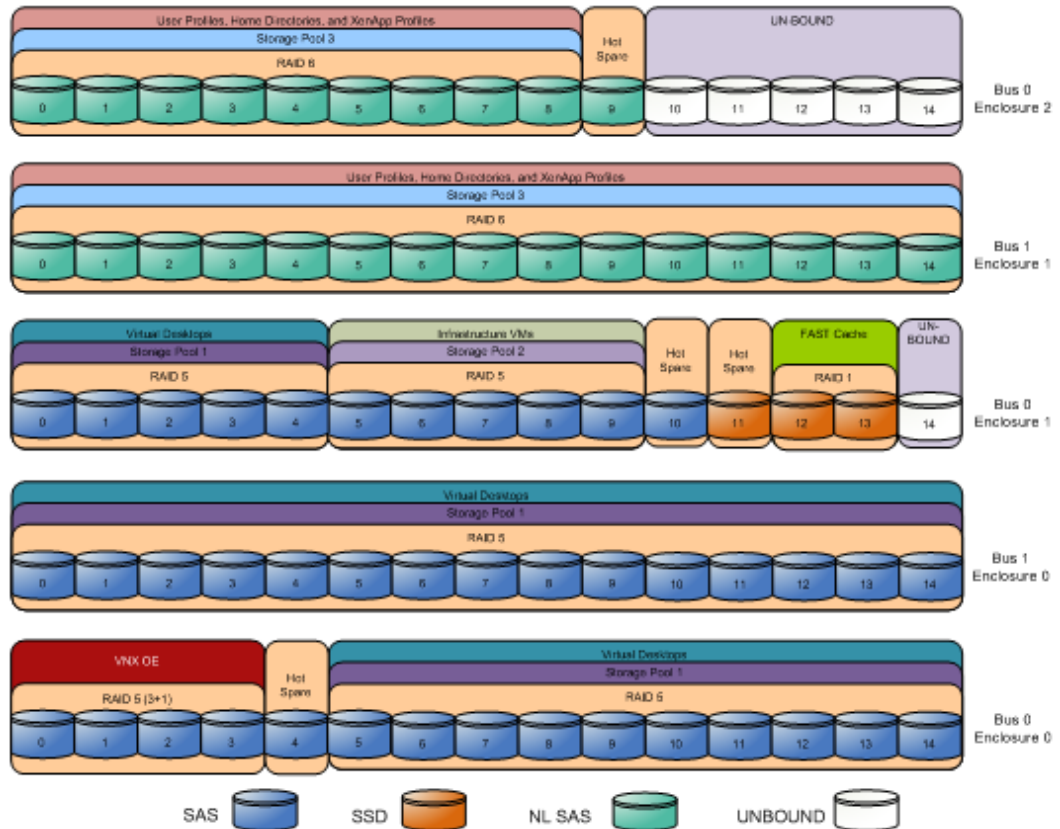 User Profiles, Home Directories, and XenApp Profiles
Storage Pool 3
RAID 6
Hot
Spare
UN-BOUND
0 1 2 3 4 5 6 7 8 9 10 11 12 13 14
Bus 0
Enclosure 2
User Profiles, Home Directories, and XenApp Profiles
Storage Pool 3
RAID 6
0 1 2 3 4 5 6 7 8 9 10 11 12 13 14
Bus 1
Enclosure 1
Virtual Desktops
Storage Pool 1
RAID 5
Infrastructure VMs
Storage Pool 2
RAID 5
Hot
Spare
Hot
Spare
FAST Cache
RAID 1
UN-
BOUND
0 1 2 3 4 5 6 7 8 9 10 11 12 13 14
Bus 0
Enclosure 1
Virtual Desktops
Storage Pool 1
RAID 5
0 1 2 3 4 5 6 7 8 9 10 11 12 13 14
Bus 1
Enclosure 0
VNX OE
RAID 5 (3+1)
Hot
Spare
Virtual Desktops
Storage Pool 1
RAID 5
0 1 2 3 4 5 6 7 8 9 10 11 12 13 14
Bus 0
Enclosure 0
SAS
SSD
NL SAS
UNBOUND